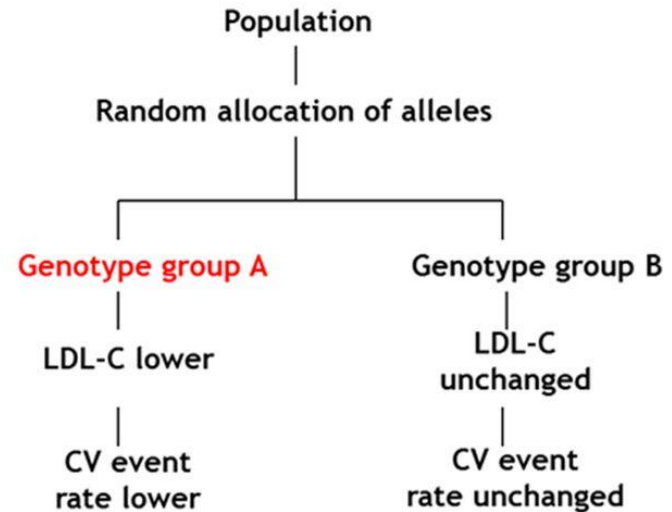 Population
Random allocation of alleles
Genotype group A
Genotype group B
LDL-C lower
LDL-C
unchanged
CV event
rate lower
CV event
rate unchanged